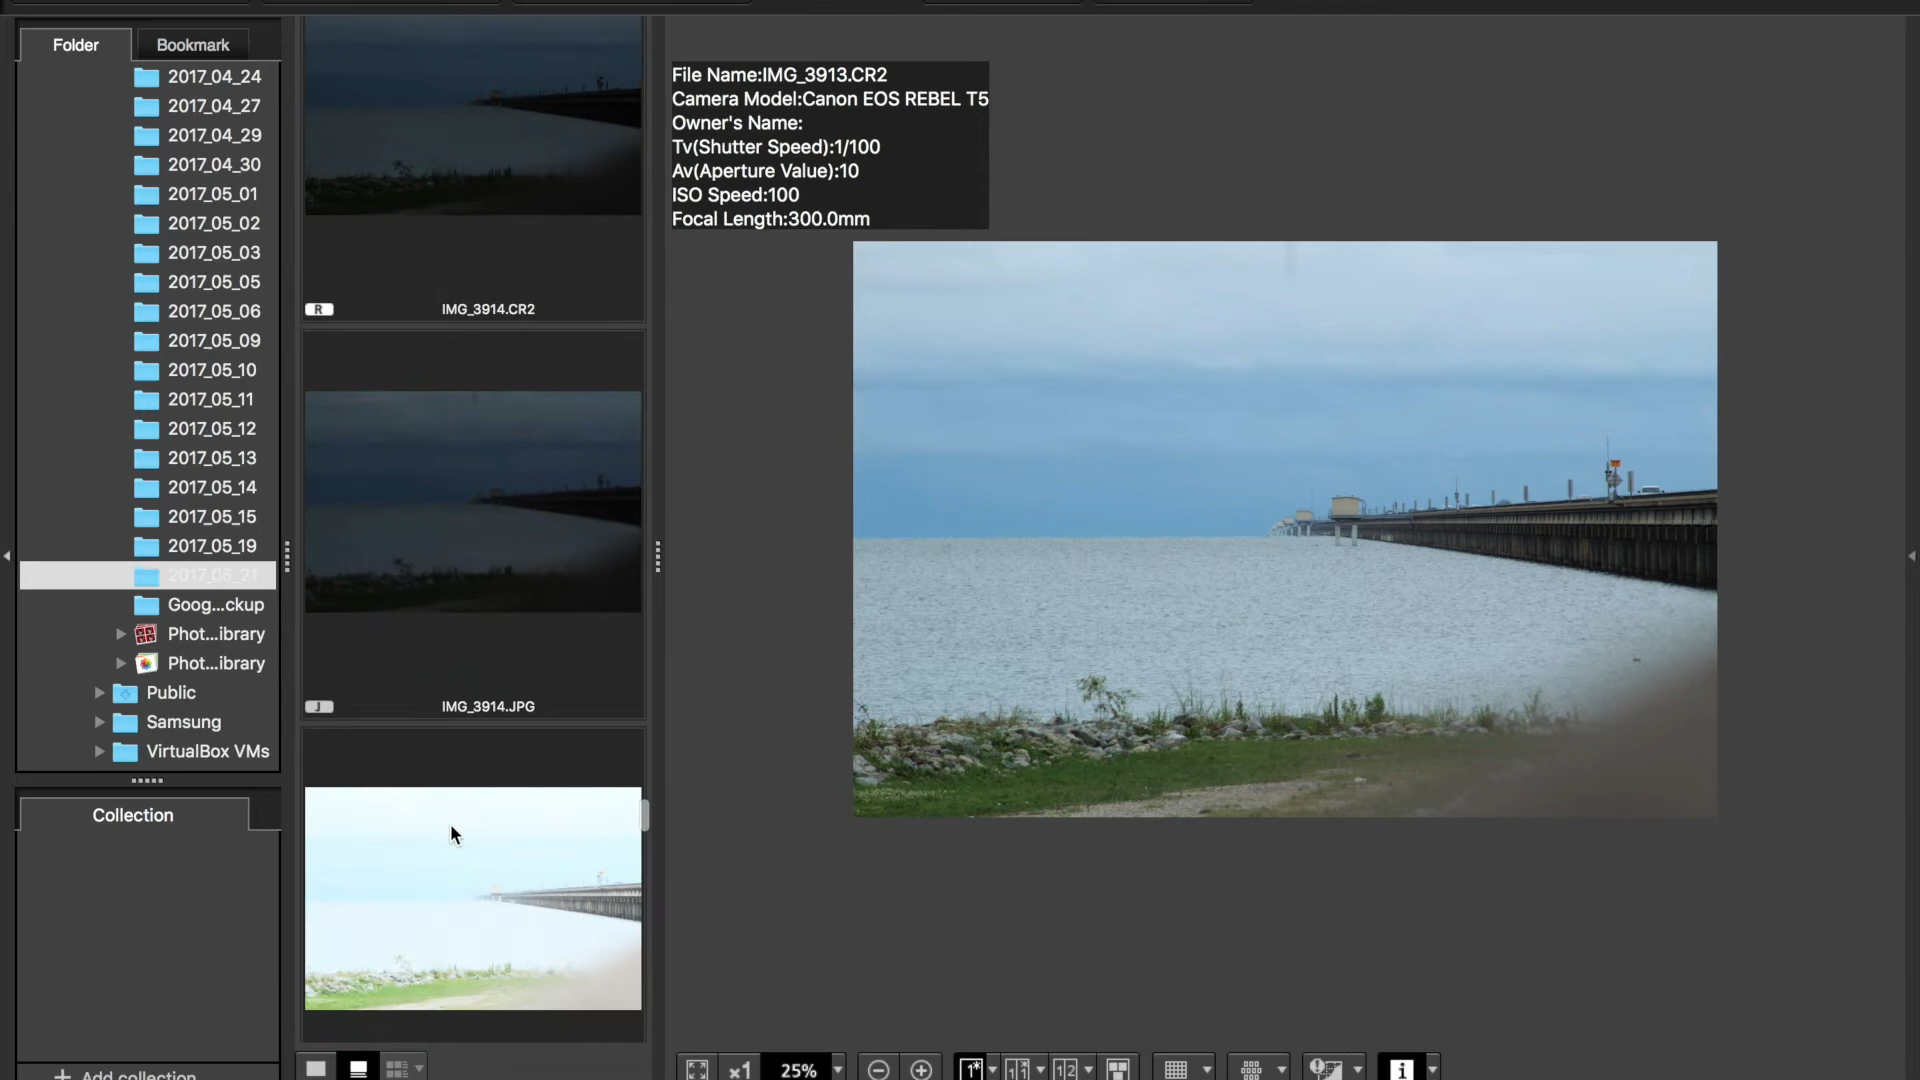 Folder
Bookmark
2017_04_24
2017_04_27
2017_04_29
2017_04_30
2017_05_01
2017_05_02
2017_05_03
2017_05_05
2017_05_06
2017_05_09
2017_05_10
2017_05_11
2017_05_12
2017_05_13
2017_05_14
2017_05_15
2017_05_19
2017_05_21
Goog...ckup
Phot...ibrary
Phot...ibrary
Public
Samsung
VirtualBox VMs
Collection
+ Add collection
R
IMG_3914.CR2
J
IMG_3914.JPG
File Name:IMG_3913.CR2
Camera Model:Canon EOS REBEL T5
Owner's Name:
Tv(Shutter Speed):1/100
Av(Aperture Value):10
ISO Speed:100
Focal Length:300.0mm
x1
25%